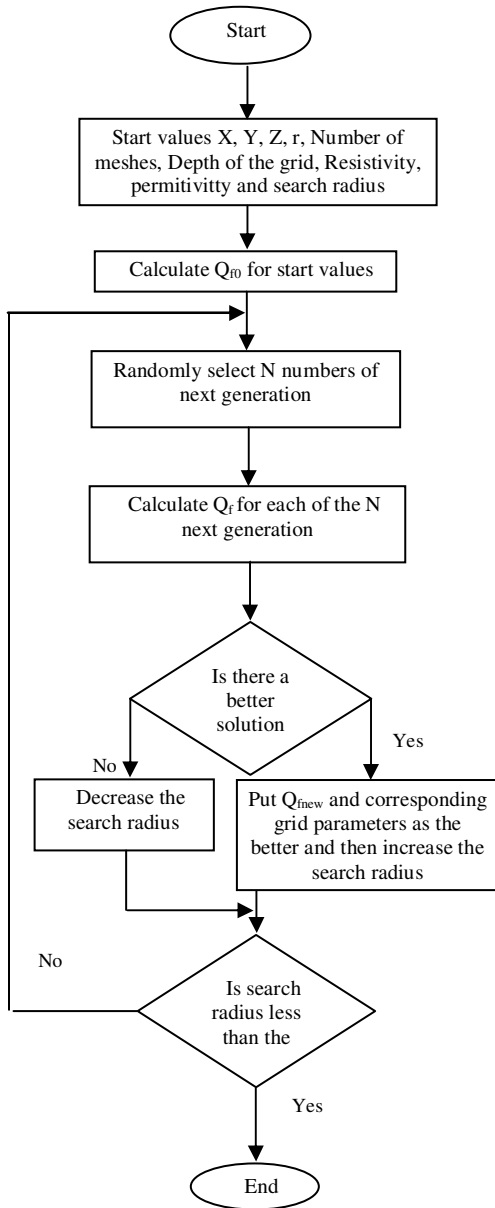 Start
Start values X, Y, Z, r, Number of
meshes, Depth of the grid, Resistivity,
permitivitty and search radius
Calculate Qf0 for start values
Randomly select N numbers of
next generation
Calculate Qf for each of the N
next generation
Is there a
better
solution
No
Yes
Decrease the
search radius
Put Qfnew and corresponding
grid parameters as the
better and then increase the
search radius
No
Is search
radius less
than the
Yes
End